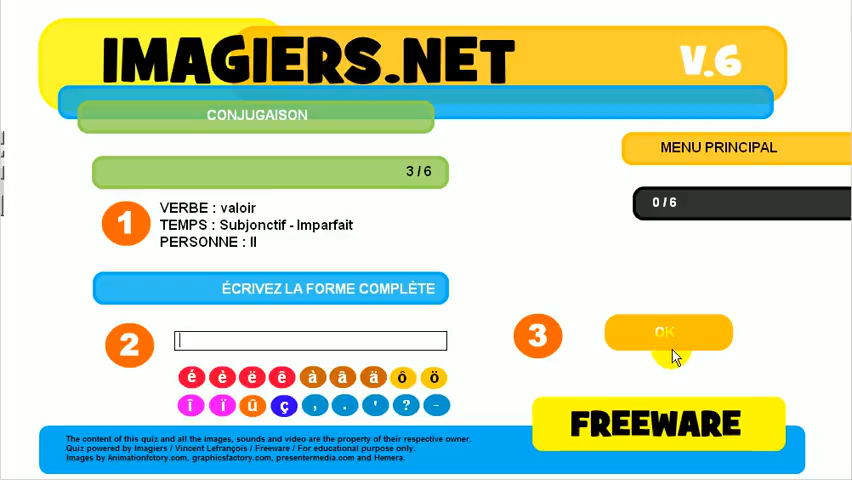 IMAGIERS.NET
V.6
CONJUGAISON
MENU PRINCIPAL
3 / 6
0 / 6
1
VERBE : valoir
TEMPS : Subjonctif - Imparfait
PERSONNE : II
ÉCRIVEZ LA FORME COMPLÈTE
2
3
OK
é è ë ê à â ä ô ö
î ï û ç , . ' ? -
FREEWARE
The content of this quiz and all the images, sounds and video are the property of their respective owner.
Quiz powered by Imagiers / Vincent Lefrançois / Freeware / For educational purpose only.
Images by Animationfctory.com, graphicsfactory.com, presentermedia.com and Hemera.